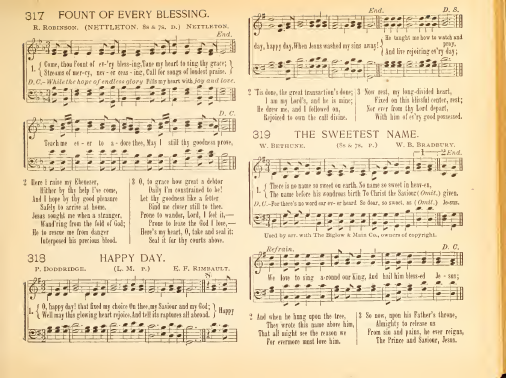 317 FOUNT OF EVERY BLESSING.
R. ROBINSON. (NETTLETON. 8s & 7s. D.) NETTLETON.
End.
1. { Come, thou Fount of ev-'ry bless-ing, Tune my heart to sing thy grace; }
{ Streams of mer-cy, nev-er ceas-ing, Call for songs of loudest praise. }
D. C.—While the hope of endless glory Fills my heart with joy and love.
D. C.
Teach me ev-er to a-dore thee, May I still thy goodness prove,
2 Here I raise my Ebenezer,
Hither by thy help I've come,
And I hope by thy good pleasure
Safely to arrive at home.
Jesus sought me when a stranger,
Wand'ring from the fold of God;
He to rescue me from danger
Interposed his precious blood.
3 O, to grace how great a debtor
Daily I'm constrained to be!
Let thy goodness like a fetter
Bind me closer still to thee.
Prone to wander, Lord, I feel it,—
Prone to leave the God I love,—
Here's my heart, O, take and seal it;
Seal it for thy courts above.
318 HAPPY DAY.
P. DODDRIDGE. (L. M. P.) E. F. RIMBAULT.
1. { O, happy day! that fixed my choice On thee, my Saviour and my God; }
{ Well may this glowing heart rejoice, And tell its raptures all abroad. } Happy
End. D. S.
day, happy day, When Jesus washed my sins away!
{ He taught me how to watch and pray,
{ And live rejoicing ev'ry day;
2 'Tis done, the great transaction's done;
I am my Lord's, and he is mine;
He drew me, and I followed on,
Rejoiced to own the call divine.
3 Now rest, my long-divided heart,
Fixed on this blissful center, rest;
Nor ever from thy Lord depart,
With him of ev'ry good possessed.
319 THE SWEETEST NAME.
W. BETHUNE. (8s & 7s. P.) W. B. BRADBURY.
1 2 End.
1. { There is no name so sweet on earth, No name so sweet in heav-en,
{ The name before his wondrous birth To Christ the Saviour (Omit.) given.
D. C.—For there's no word ear ev-er heard So dear, so sweet, as (Omit.) Je-sus.
Used by arr. with The Biglow & Main Co., owners of copyright.
Refrain. D. C.
We love to sing a-round our King, And hail him bless-ed Je-sus;
2 And when he hung upon the tree,
They wrote this name above him,
That all might see the reason we
For evermore must love him.
3 So now, upon his Father's throne,
Almighty to release us
From sin and pains, he ever reigns,
The Prince and Saviour, Jesus.